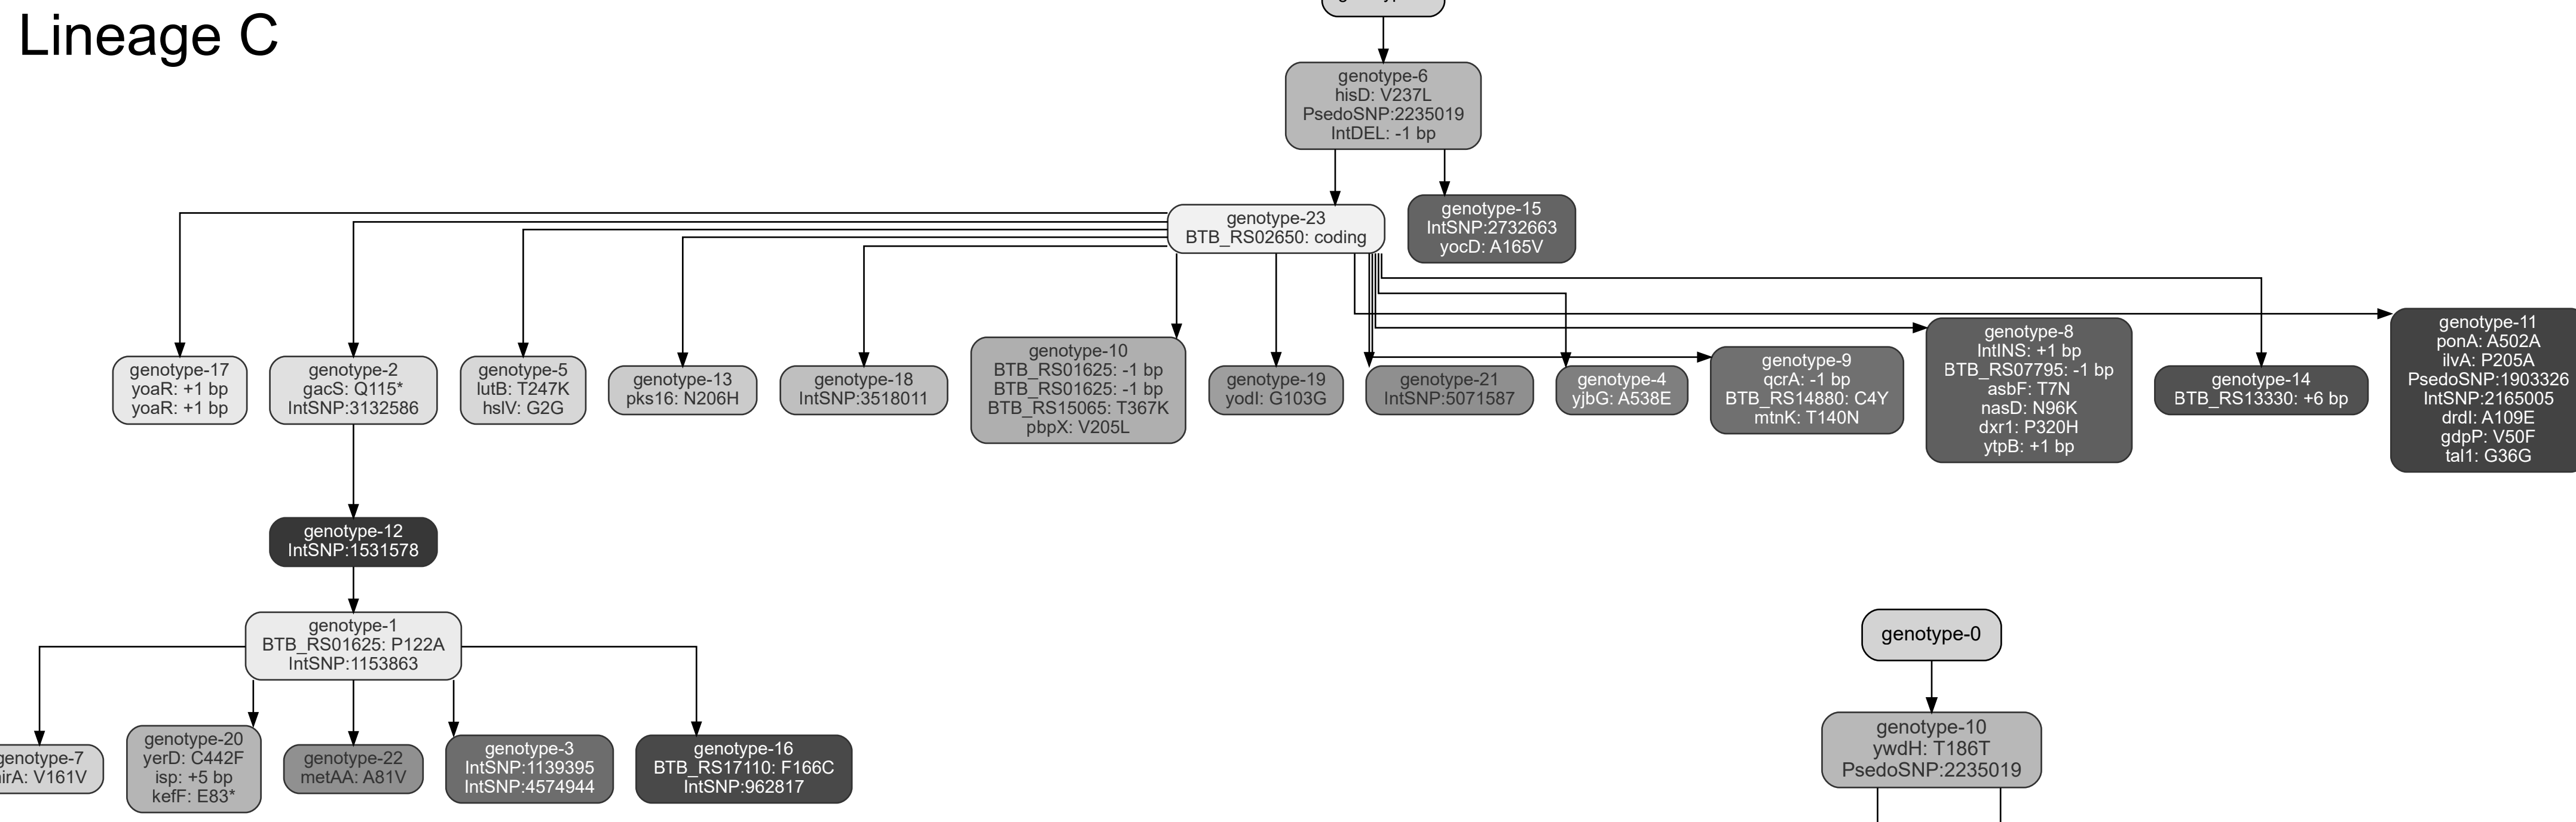 Lineage C
genotype-6
hisD: V237L
PsedoSNP:2235019
IntDEL: -1 bp
genotype-23
BTB_RS02650: coding
genotype-15
IntSNP:2732663
yocD: A165V
genotype-17
yoaR: +1 bp
yoaR: +1 bp
genotype-2
gacS: Q115*
IntSNP:3132586
genotype-5
lutB: T247K
hslV: G2G
genotype-13
pks16: N206H
genotype-18
IntSNP:3518011
genotype-10
BTB_RS01625: -1 bp
BTB_RS01625: -1 bp
BTB_RS15065: T367K
pbpX: V205L
genotype-19
yodI: G103G
genotype-21
IntSNP:5071587
genotype-4
yjbG: A538E
genotype-9
qcrA: -1 bp
BTB_RS14880: C4Y
mtnK: T140N
genotype-8
IntINS: +1 bp
BTB_RS07795: -1 bp
asbF: T7N
nasD: N96K
dxr1: P320H
ytpB: +1 bp
genotype-14
BTB_RS13330: +6 bp
genotype-11
ponA: A502A
ilvA: P205A
PsedoSNP:1903326
IntSNP:2165005
drdI: A109E
gdpP: V50F
tal1: G36G
genotype-12
IntSNP:1531578
genotype-1
BTB_RS01625: P122A
IntSNP:1153863
genotype-7
V161V
genotype-20
yerD: C442F
isp: +5 bp
kefF: E83*
genotype-22
metAA: A81V
genotype-3
IntSNP:1139395
IntSNP:4574944
genotype-16
BTB_RS17110: F166C
IntSNP:962817
genotype-0
genotype-10
ywdH: T186T
PsedoSNP:2235019